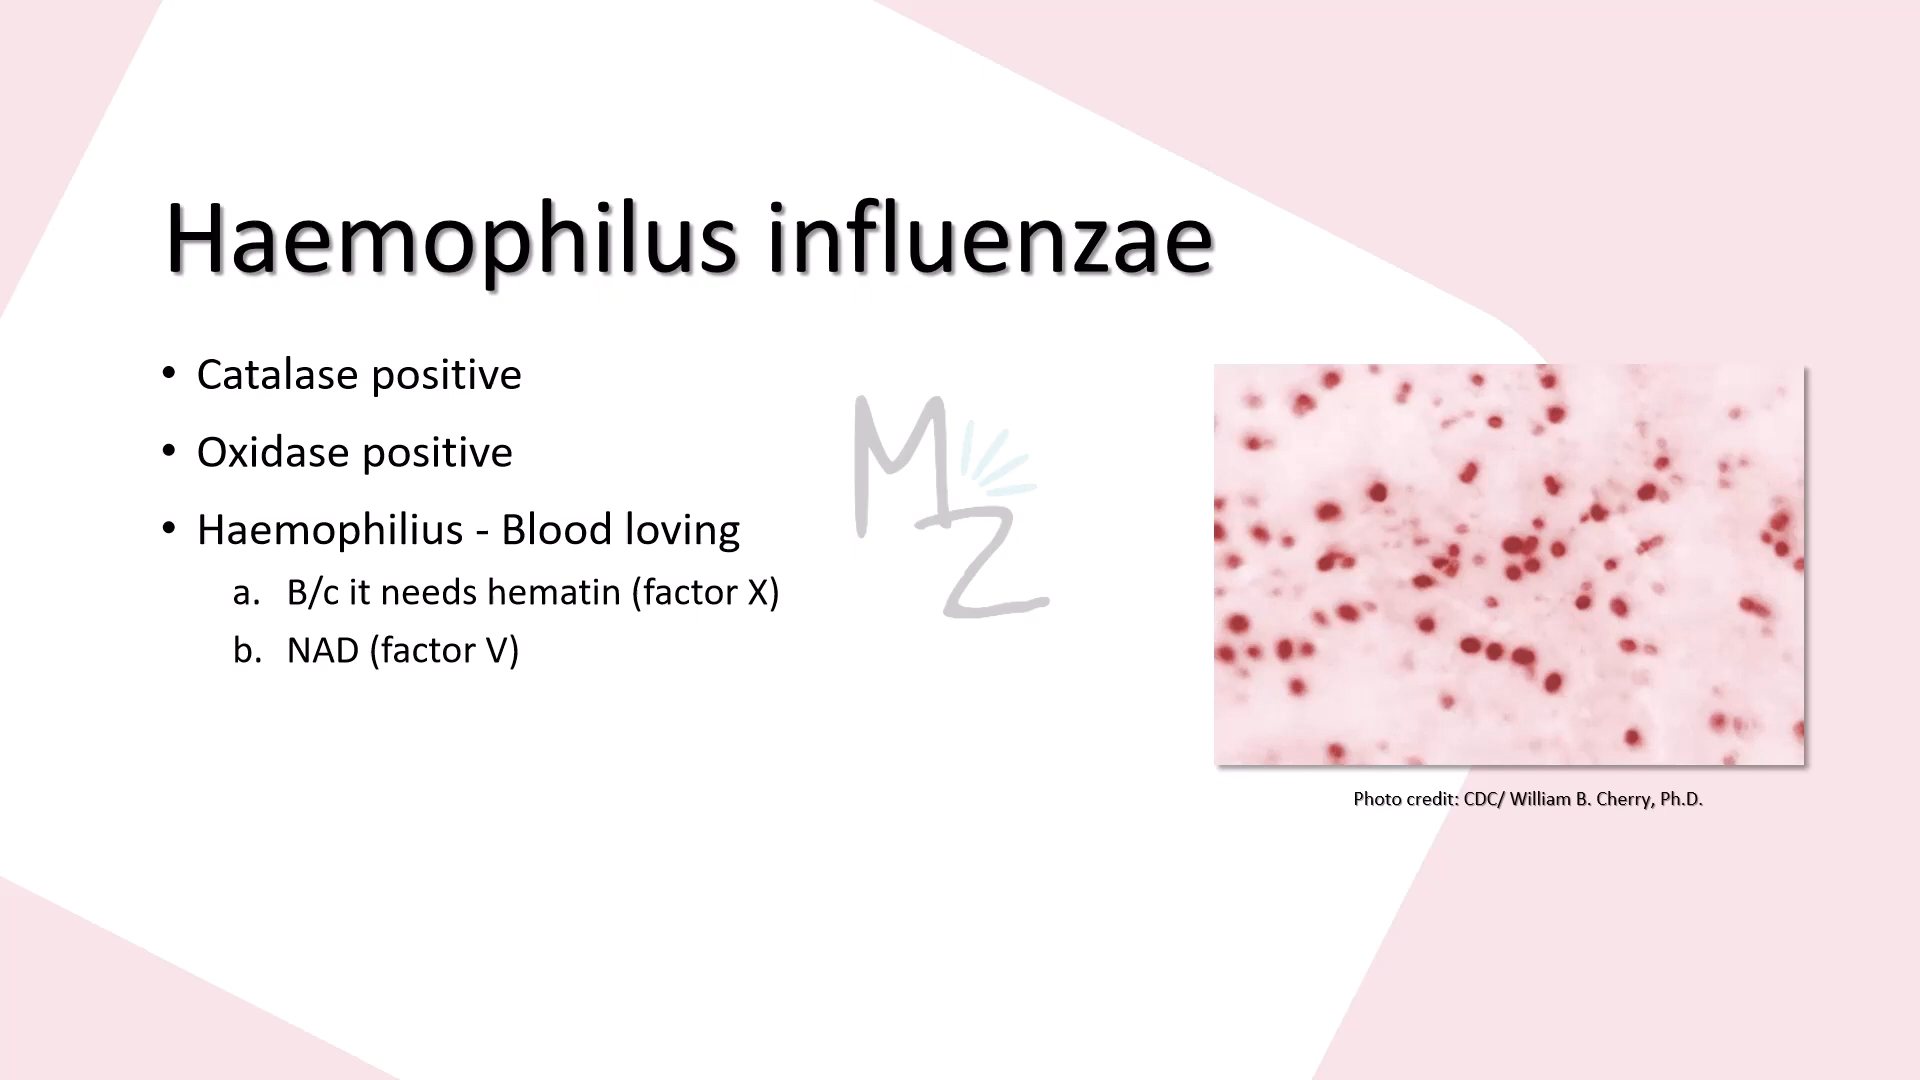 Haemophilus influenzae
• Catalase positive
• Oxidase positive
• Haemophilius - Blood loving
a. B/c it needs hematin (factor X)
b. NAD (factor V)
MZ
Photo credit: CDC/ William B. Cherry, Ph.D.